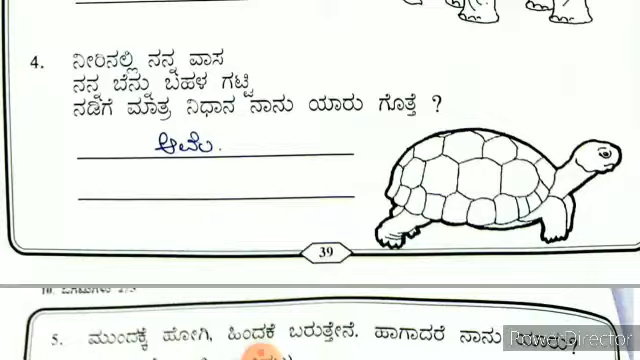 4. ನೀರಿನಲ್ಲಿ ನನ್ನ ವಾಸ
ನನ್ನ ಬೆನ್ನು ಬಹಳ ಗಟ್ಟಿ
ನಡಿಗೆ ಮಾತ್ರ ನಿಧಾನ ನಾನು ಯಾರು ಗೊತ್ತೆ ?
ಆಮೆ.
39
5. ಮುಂದಕ್ಕೆ ಹೋಗಿ, ಹಿಂದಕೆ ಬರುತ್ತೇನೆ. ಹಾಗಾದರೆ ನಾನು
PowerDirector